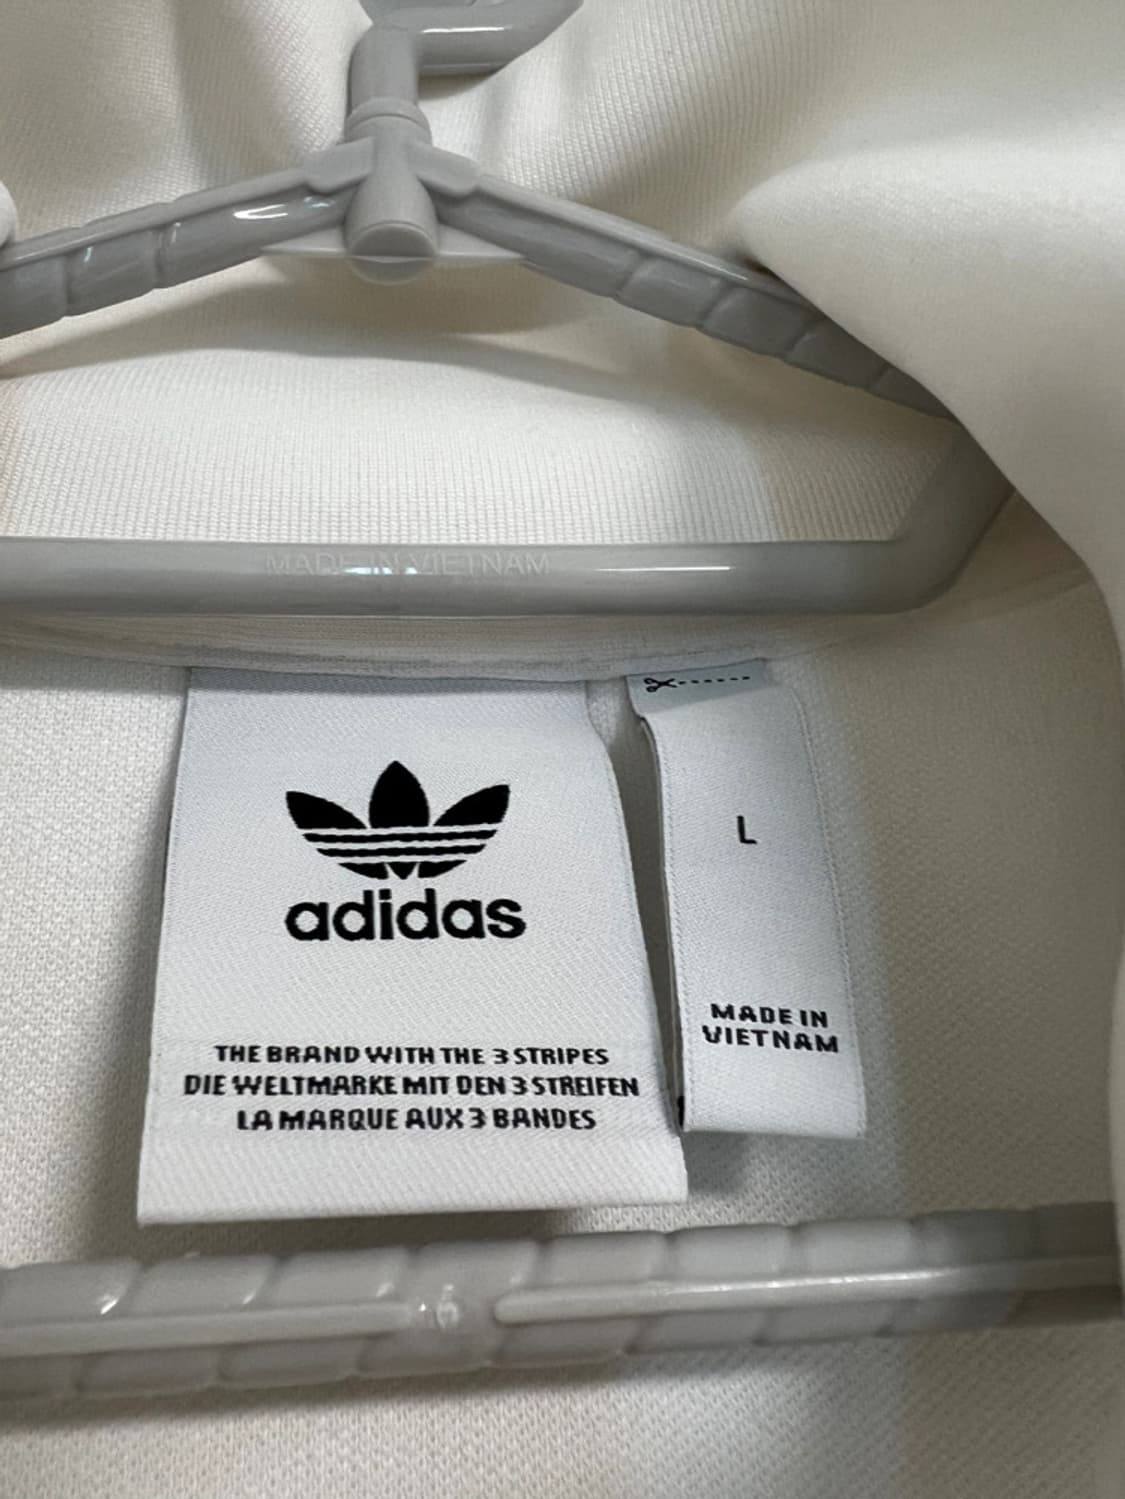 MADE IN VIETNAM
adidas
THE BRAND WITH THE 3 STRIPES
DIE WELTMARKE MIT DEN 3 STREIFEN
LA MARQUE AUX 3 BANDES
L
MADE IN
VIETNAM